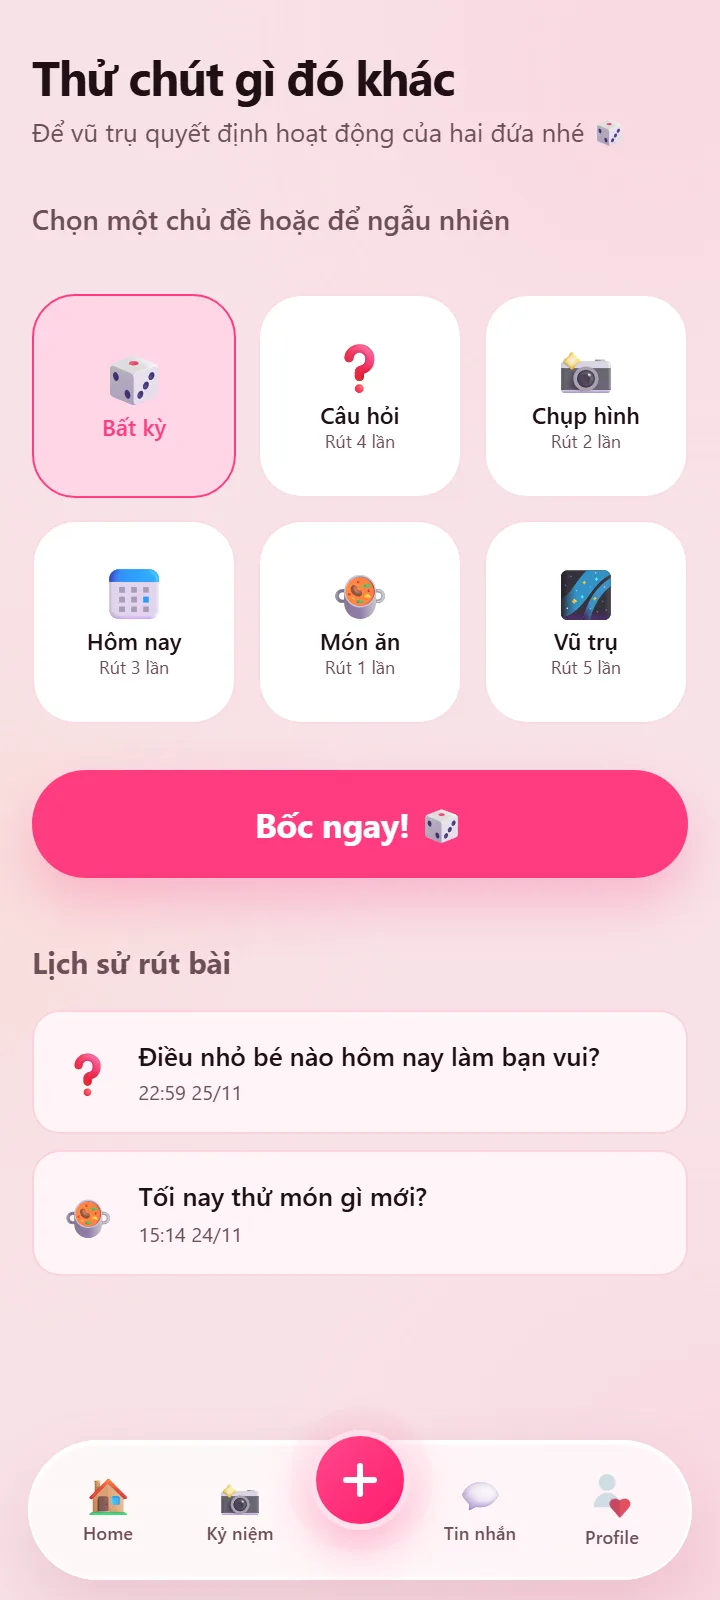 Thử chút gì đó khác
Để vũ trụ quyết định hoạt động của hai đứa nhé 🎲
Chọn một chủ đề hoặc để ngẫu nhiên
Bất kỳ
Câu hỏi
Rút 4 lần
Chụp hình
Rút 2 lần
Hôm nay
Rút 3 lần
Món ăn
Rút 1 lần
Vũ trụ
Rút 5 lần
Bốc ngay! 🎲
Lịch sử rút bài
Điều nhỏ bé nào hôm nay làm bạn vui?
22:59 25/11
Tối nay thử món gì mới?
15:14 24/11
Home
Kỷ niệm
Tin nhắn
Profile